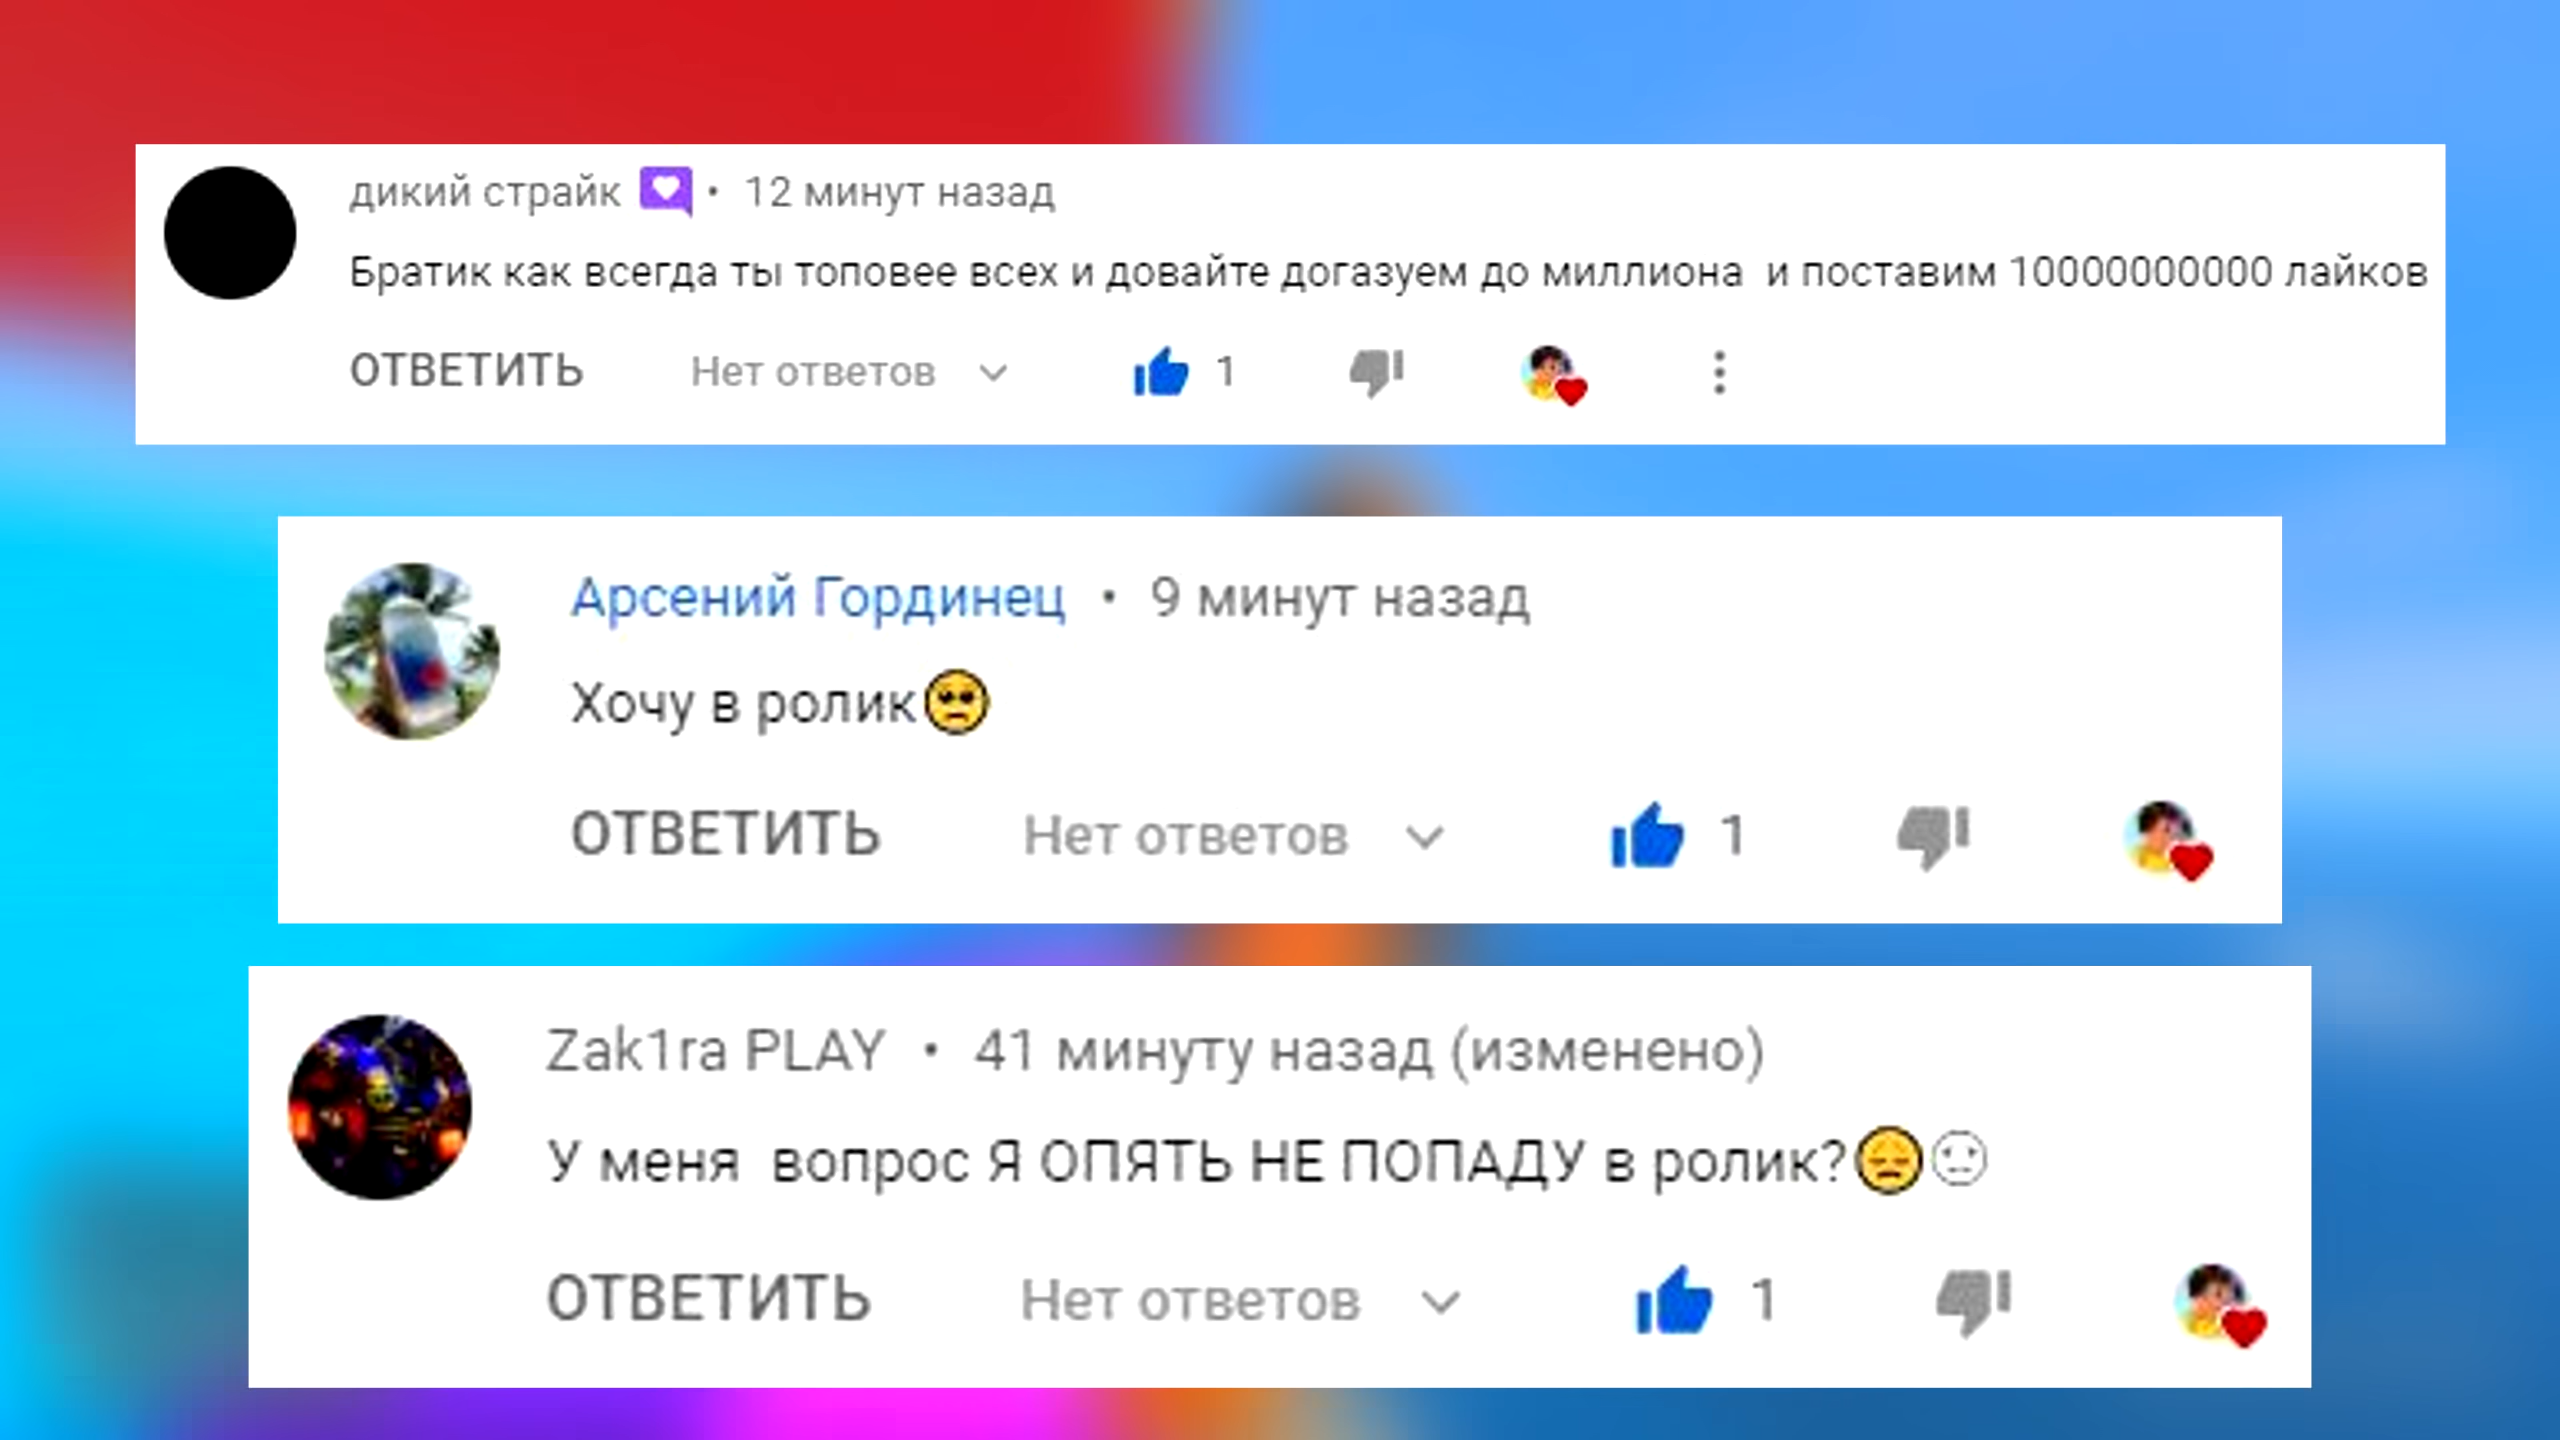 дикий страйк • 12 минут назад
Братик как всегда ты топовее всех и довайте догазуем до миллиона и поставим 10000000000 лайков
ОТВЕТИТЬ Нет ответов 1
Арсений Гординец • 9 минут назад
Хочу в ролик🥺
ОТВЕТИТЬ Нет ответов 1
Zak1ra PLAY • 41 минуту назад (изменено)
У меня вопрос Я ОПЯТЬ НЕ ПОПАДУ в ролик?😞☹
ОТВЕТИТЬ Нет ответов 1